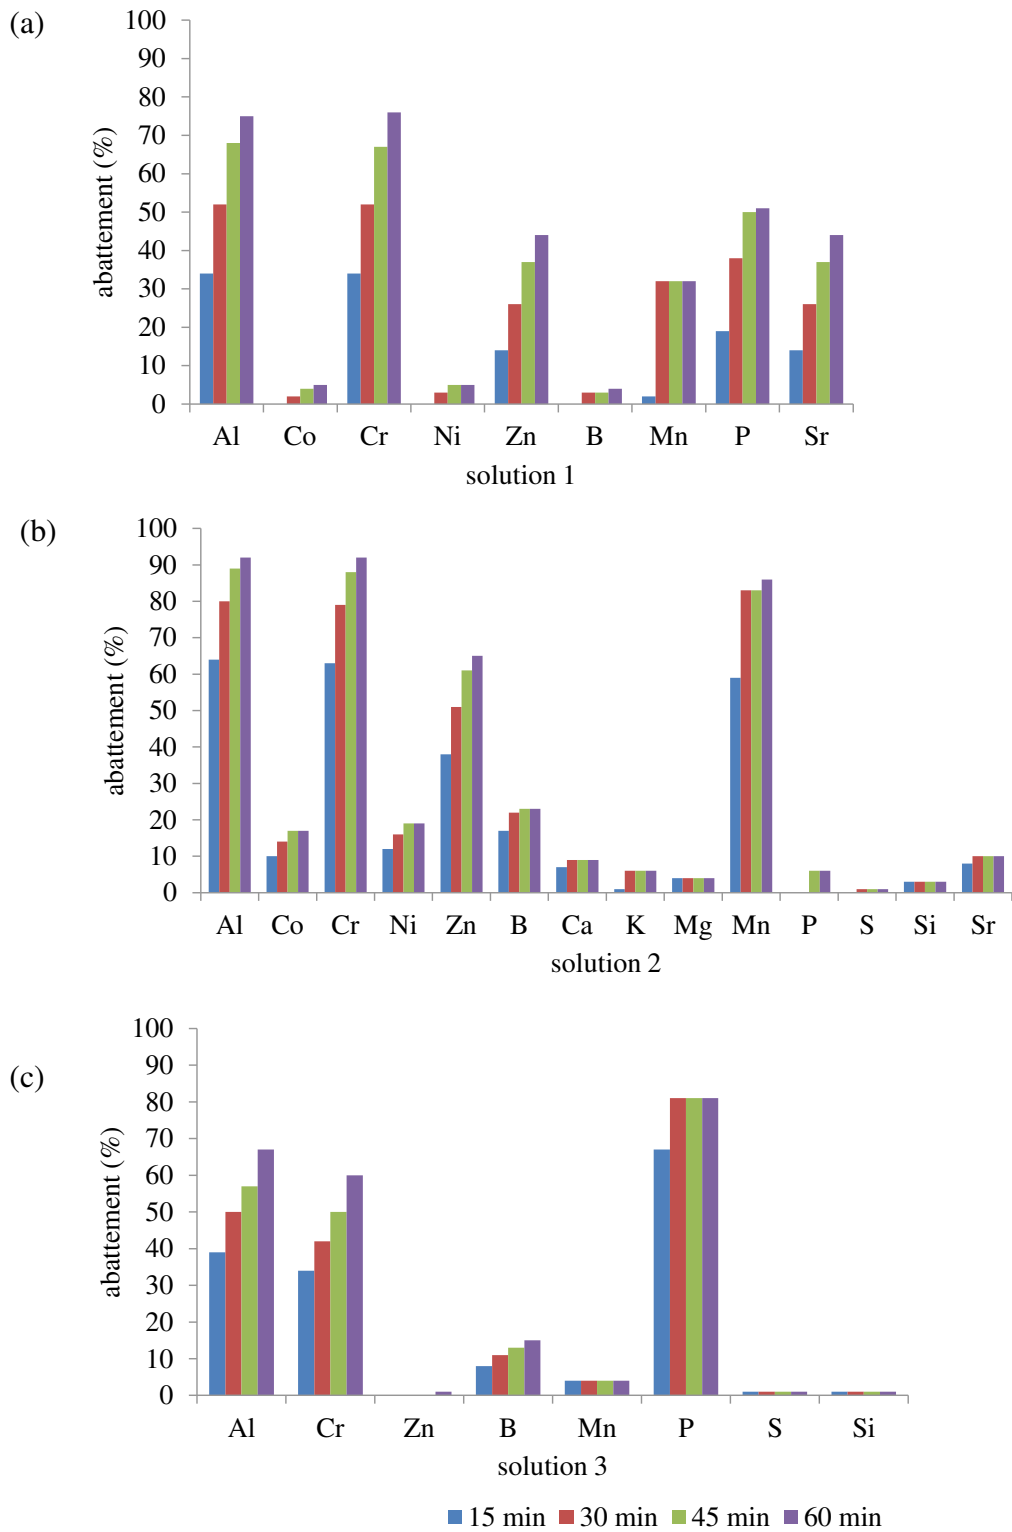 (a)
100
90
80
70
60
50
40
30
20
10
0
abattement (%)
Al Co Cr Ni Zn B Mn P Sr
solution 1
(b)
100
90
80
70
60
50
40
30
20
10
0
abattement (%)
Al Co Cr Ni Zn B Ca K Mg Mn P S Si Sr
solution 2
(c)
100
90
80
70
60
50
40
30
20
10
0
abattement (%)
Al Cr Zn B Mn P S Si
solution 3
15 min 30 min 45 min 60 min